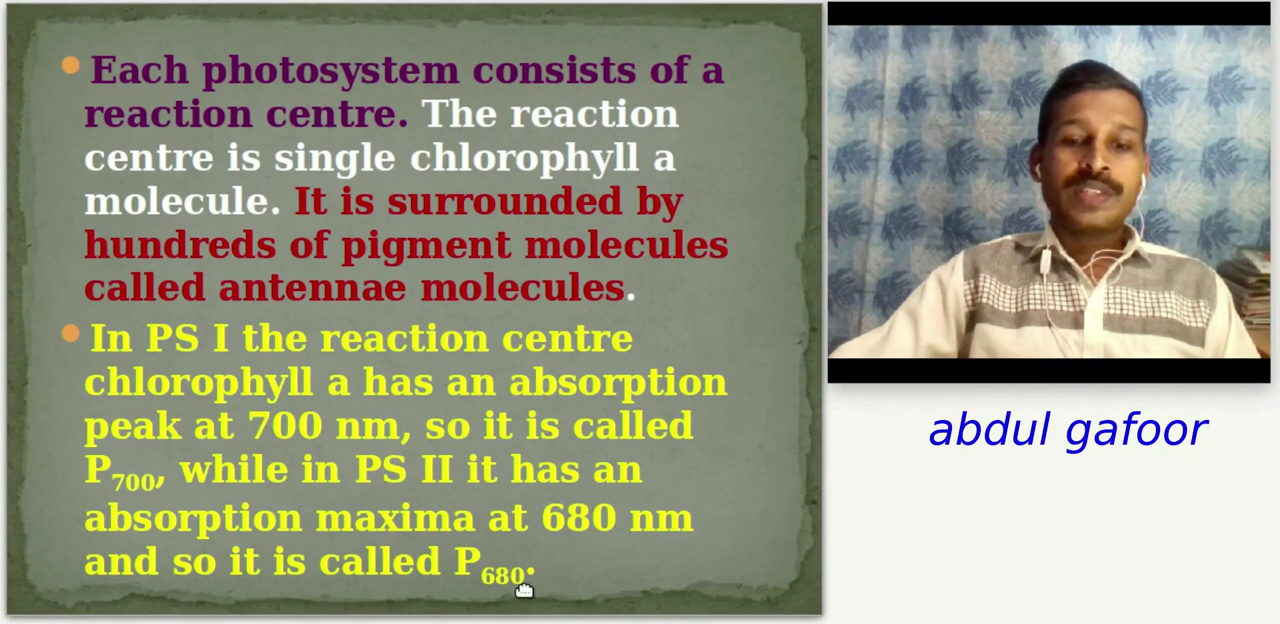 Each photosystem consists of a
reaction centre. The reaction
centre is single chlorophyll a
molecule. It is surrounded by
hundreds of pigment molecules
called antennae molecules.
In PS I the reaction centre
chlorophyll a has an absorption
peak at 700 nm, so it is called
P700, while in PS II it has an
absorption maxima at 680 nm
and so it is called P680.
abdul gafoor